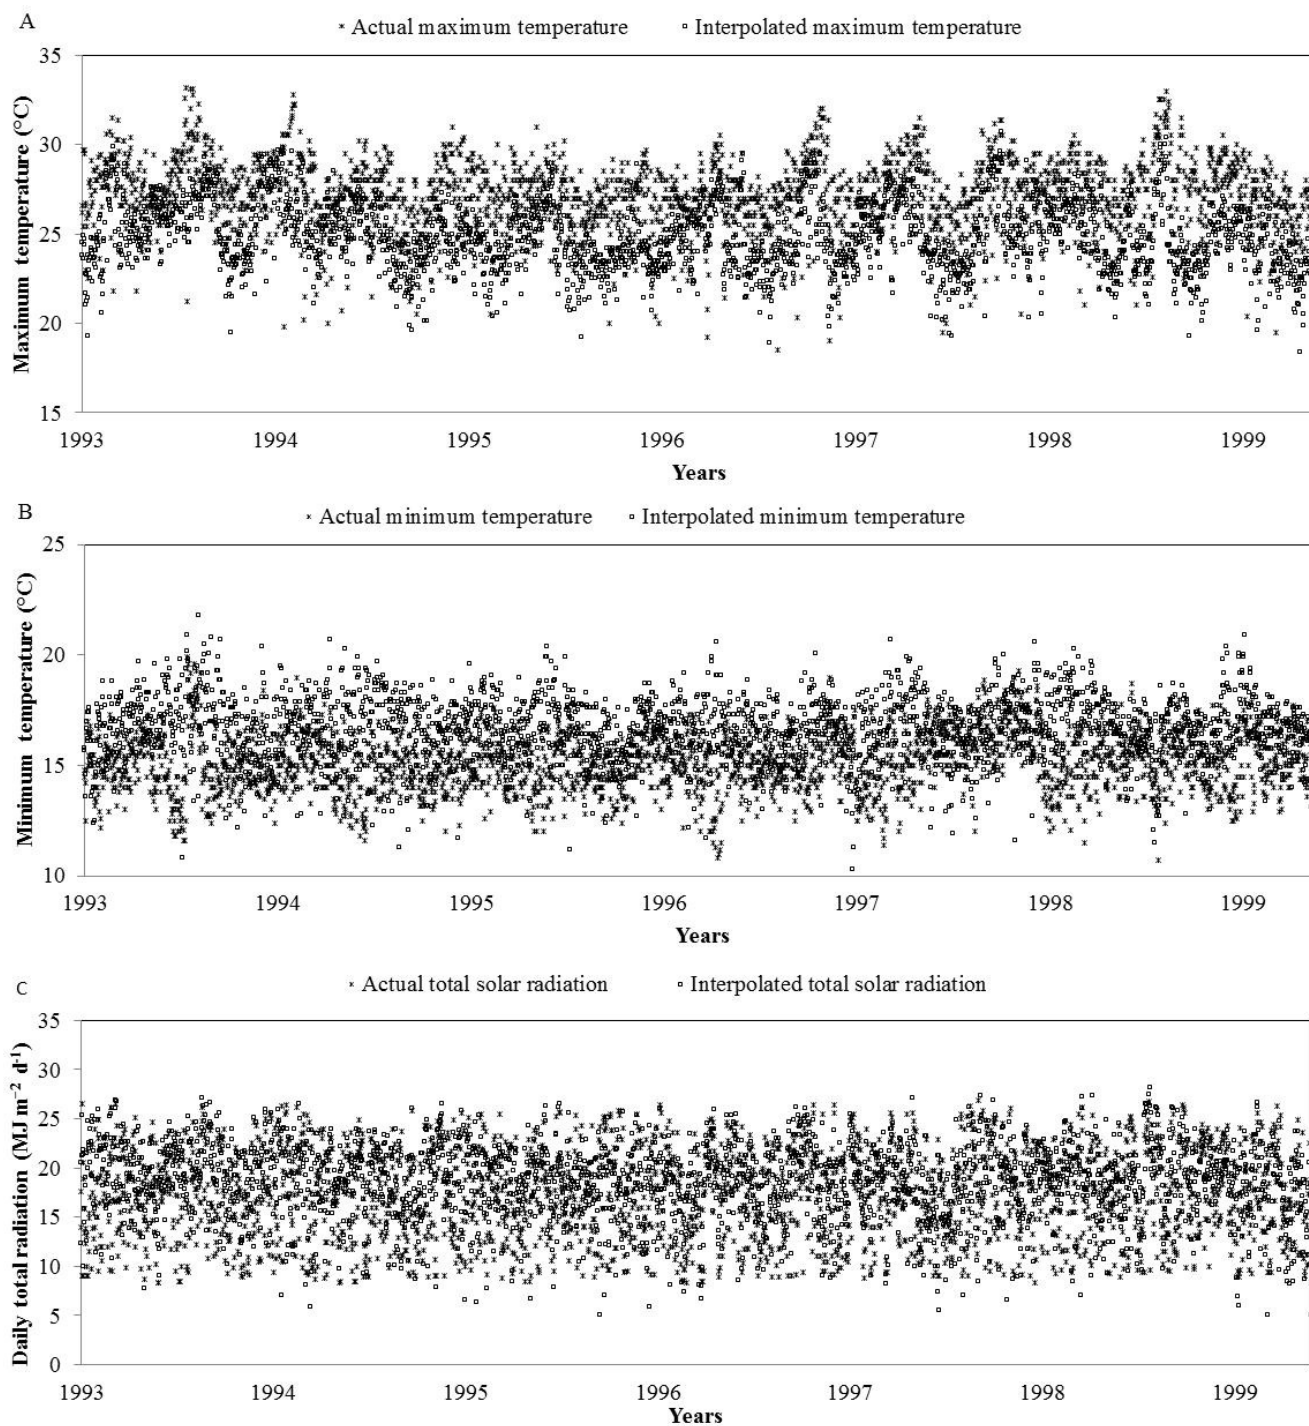 A
Actual maximum temperature Interpolated maximum temperature
Maximum temperature (°C)
35
30
25
20
15
1993 1994 1995 1996 1997 1998 1999
Years
B
Actual minimum temperature Interpolated minimum temperature
Minimum temperature (°C)
25
20
15
10
1993 1994 1995 1996 1997 1998 1999
Years
C
Actual total solar radiation Interpolated total solar radiation
Daily total radiation (MJ m⁻² d⁻¹)
35
30
25
20
15
10
5
0
1993 1994 1995 1996 1997 1998 1999
Years